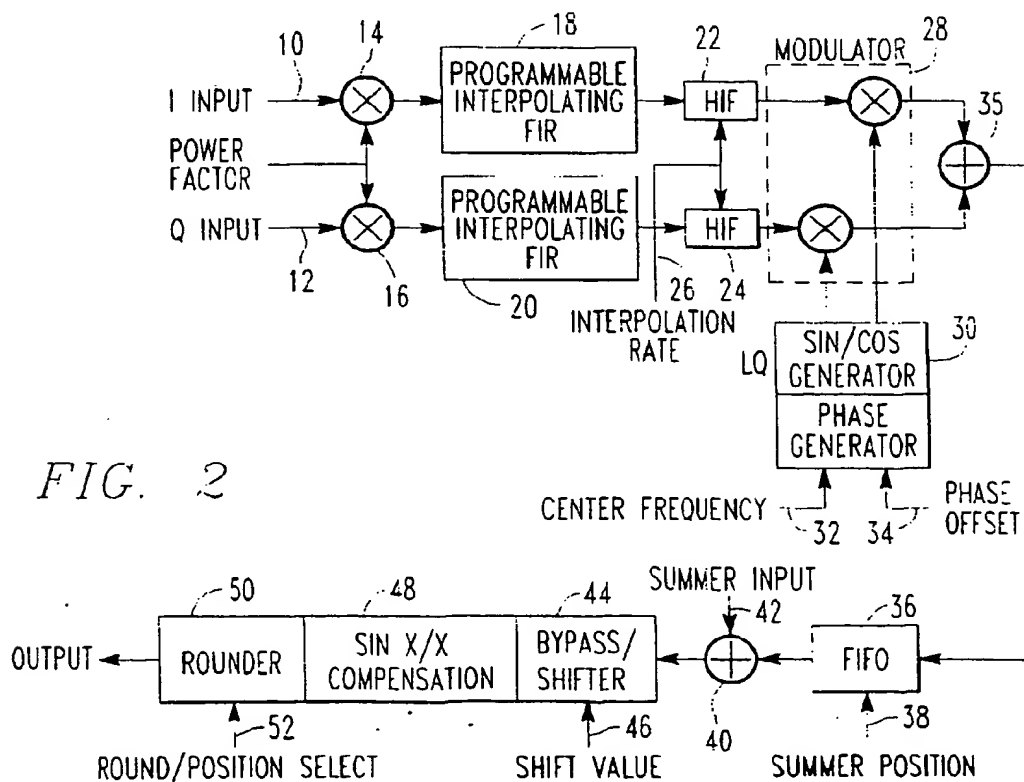 10
14
18
22
MODULATOR
28
35
I INPUT
PROGRAMMABLE
INTERPOLATING
FIR
HIF
POWER
FACTOR
Q INPUT
PROGRAMMABLE
INTERPOLATING
FIR
HIF
12
16
20
26
24
INTERPOLATION
RATE
LQ
SIN/COS
GENERATOR
30
PHASE
GENERATOR
FIG. 2
CENTER FREQUENCY
32
34
PHASE
OFFSET
SUMMER INPUT
42
50
48
44
36
OUTPUT
ROUNDER
SIN X/X
COMPENSATION
BYPASS/
SHIFTER
FIFO
52
46
40
38
ROUND/POSITION SELECT
SHIFT VALUE
SUMMER POSITION